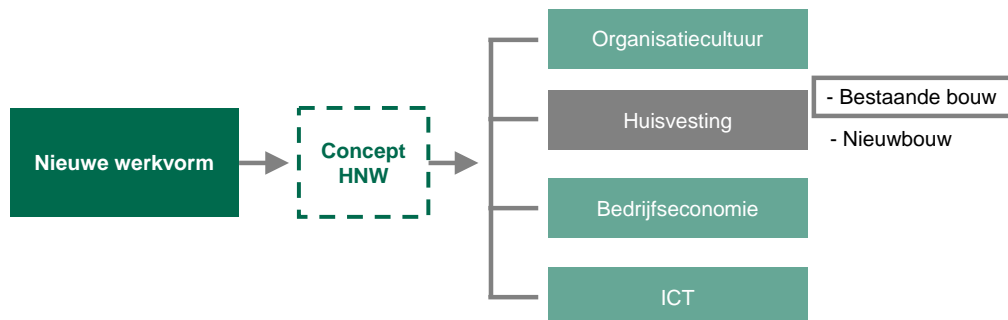 Nieuwe werkvorm
Concept
HNW
Organisatiecultuur
Huisvesting
- Bestaande bouw
- Nieuwbouw
Bedrijfseconomie
ICT